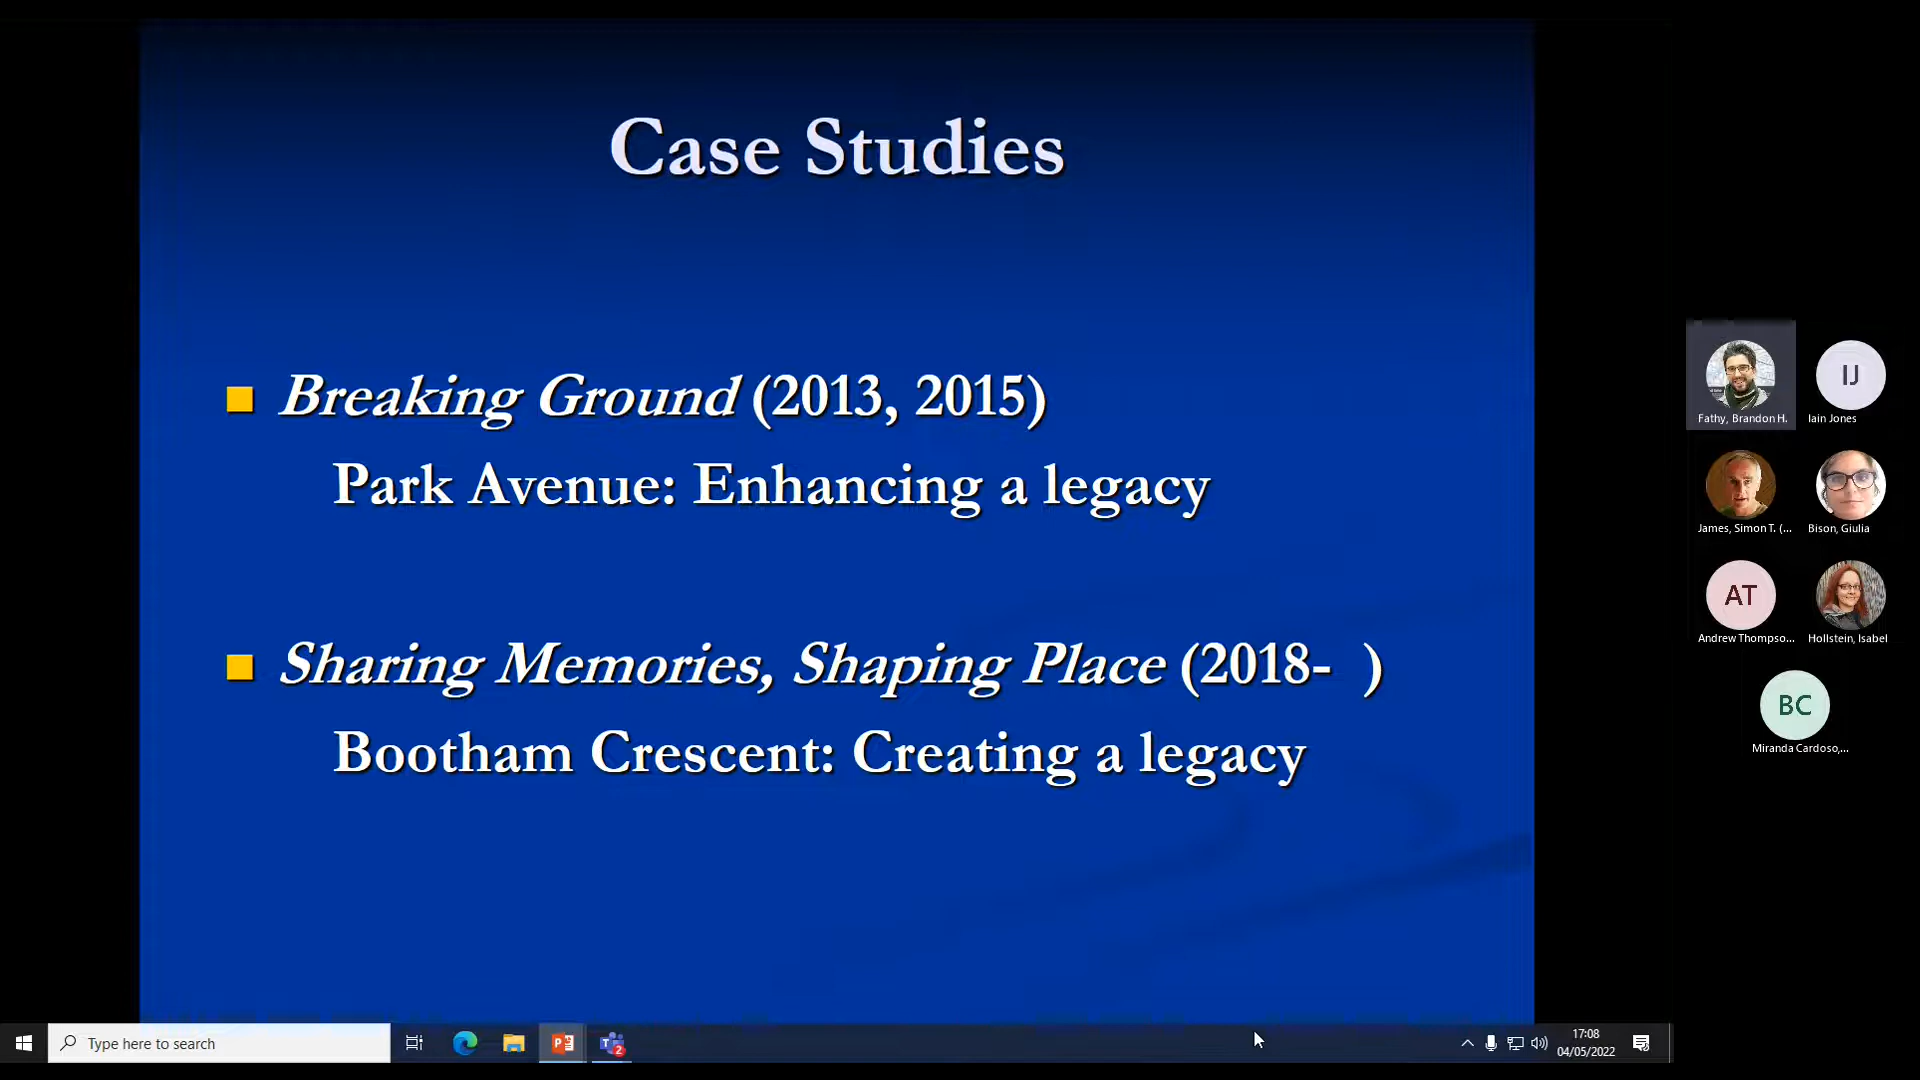 Case Studies
Breaking Ground (2013, 2015)
Park Avenue: Enhancing a legacy
Sharing Memories, Shaping Place (2018-  )
Bootham Crescent: Creating a legacy
Fathy, Brandon H.
IJ
Iain Jones
James, Simon T. (...
Bison, Giulia
AT
Andrew Thompso...
Hollstein, Isabel
BC
Miranda Cardoso,...
Type here to search
2
17:08
04/05/2022